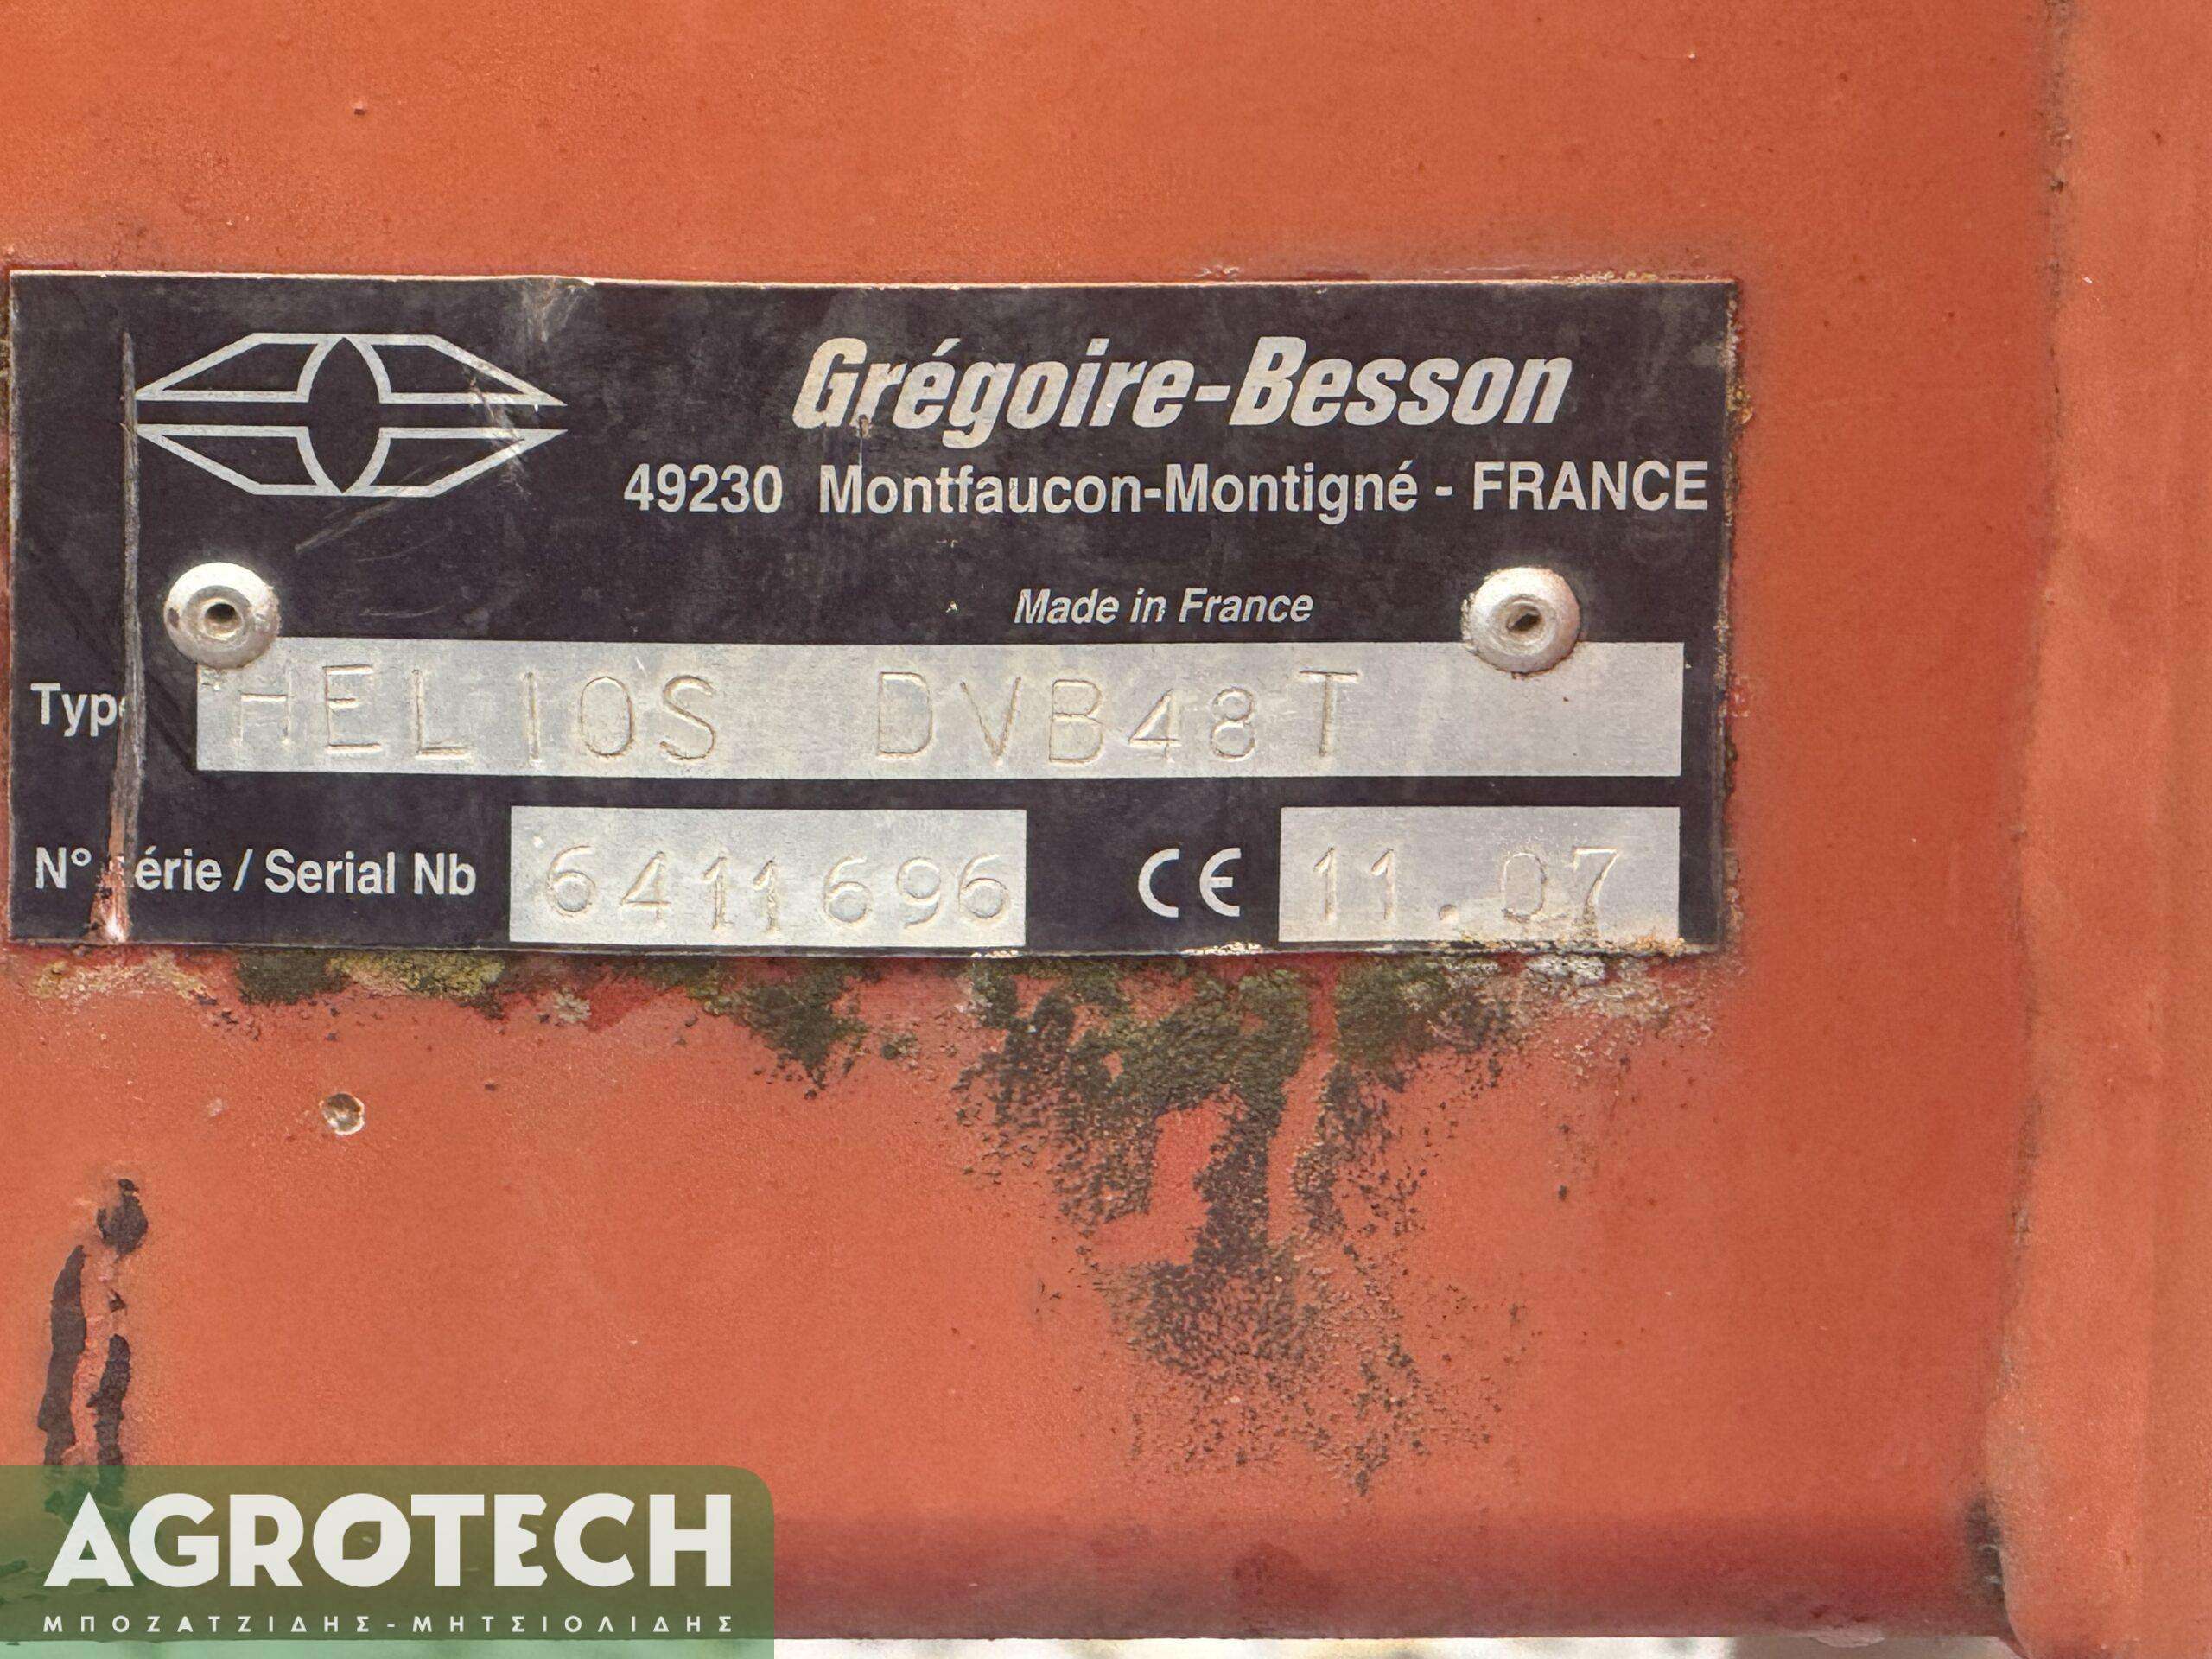 Grégoire-Besson
49230 Montfaucon-Montigné - FRANCE
Made in France
Type HELIOS DVB48T
N° série / Serial Nb 6411696 CE 11.07
AGROTECH
ΜΠΟΖΑΤΖΙΔΗΣ-ΜΗΤΣΙΟΛΙΔΗΣ